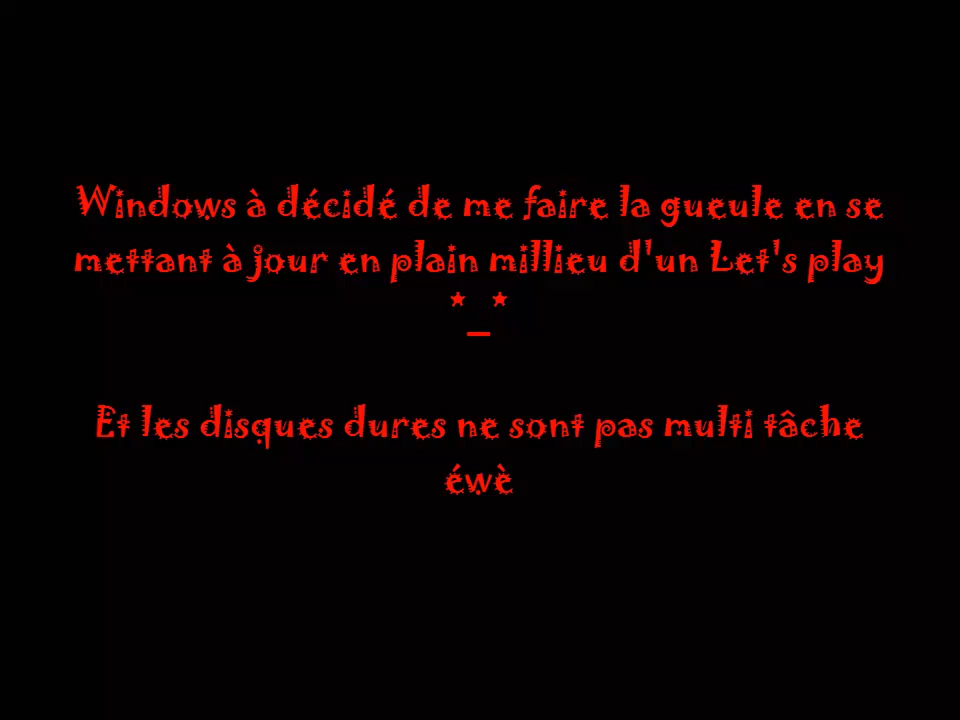 Windows à décidé de me faire la gueule en se
mettant à jour en plain millieu d'un Let's play
*_*
Et les disques dures ne sont pas multi tâche
éwè